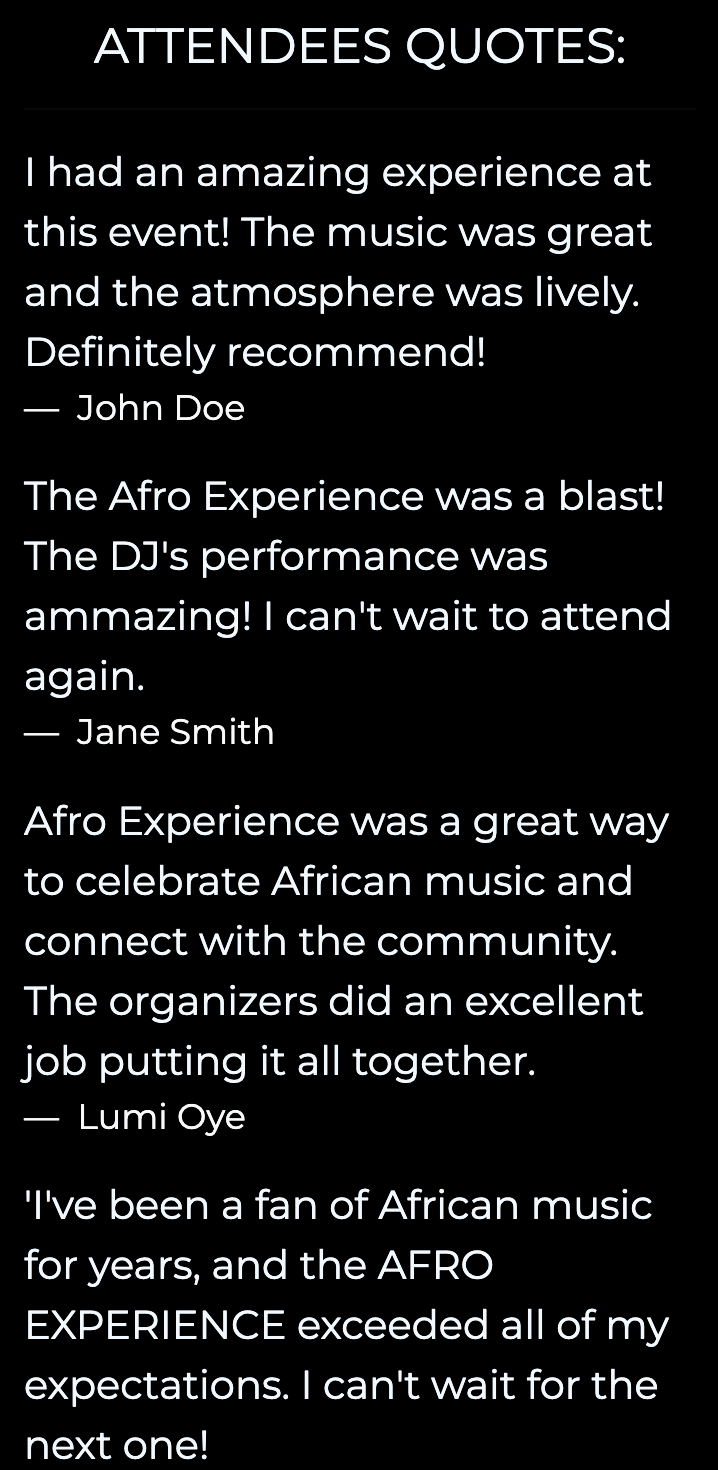 ATTENDEES QUOTES:
I had an amazing experience at
this event! The music was great
and the atmosphere was lively.
Definitely recommend!
— John Doe
The Afro Experience was a blast!
The DJ's performance was
ammazing! I can't wait to attend
again.
— Jane Smith
Afro Experience was a great way
to celebrate African music and
connect with the community.
The organizers did an excellent
job putting it all together.
— Lumi Oye
'I've been a fan of African music
for years, and the AFRO
EXPERIENCE exceeded all of my
expectations. I can't wait for the
next one!